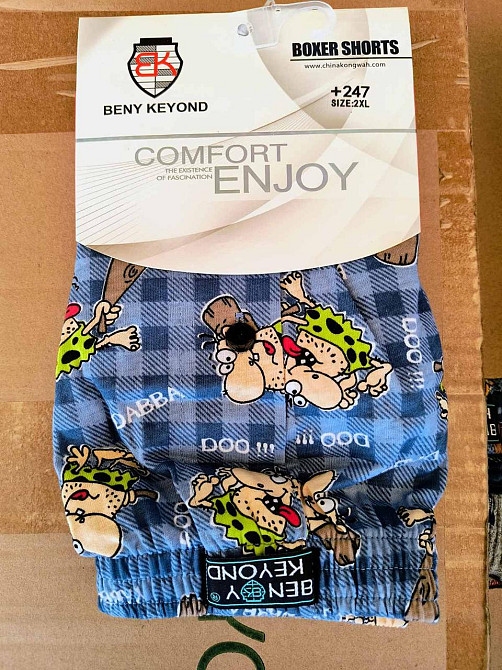 BK
BENY KEYOND
BOXER SHORTS
www.chinakongwah.com
+247
SIZE:2XL
COMFORT
THE EXISTENCE
OF FASCINATION
ENJOY
DOO !!!
DABBA
DOO !!!
DOO !!!
DOO
BENY
KEYOND
®